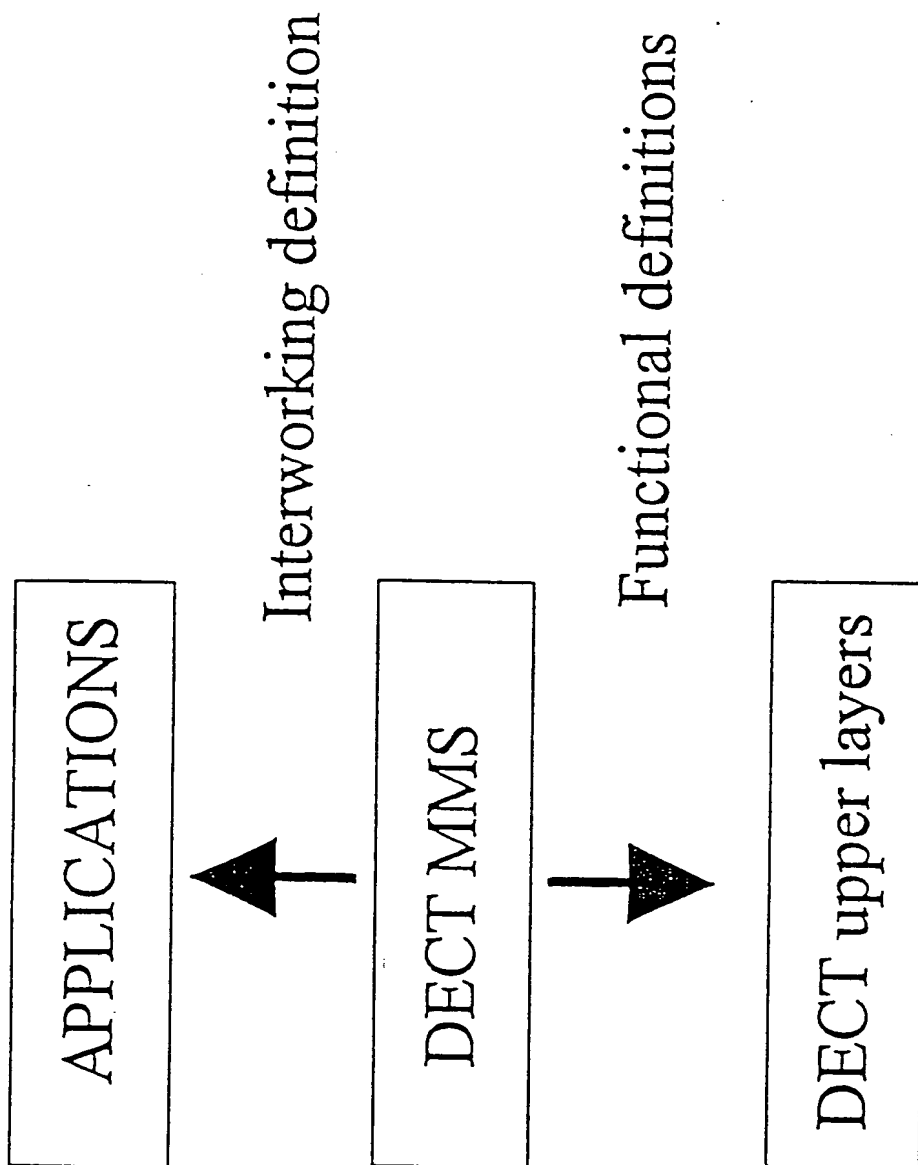 APPLICATIONS
Interworking definition
DECT MMS
Functional definitions
DECT upper layers